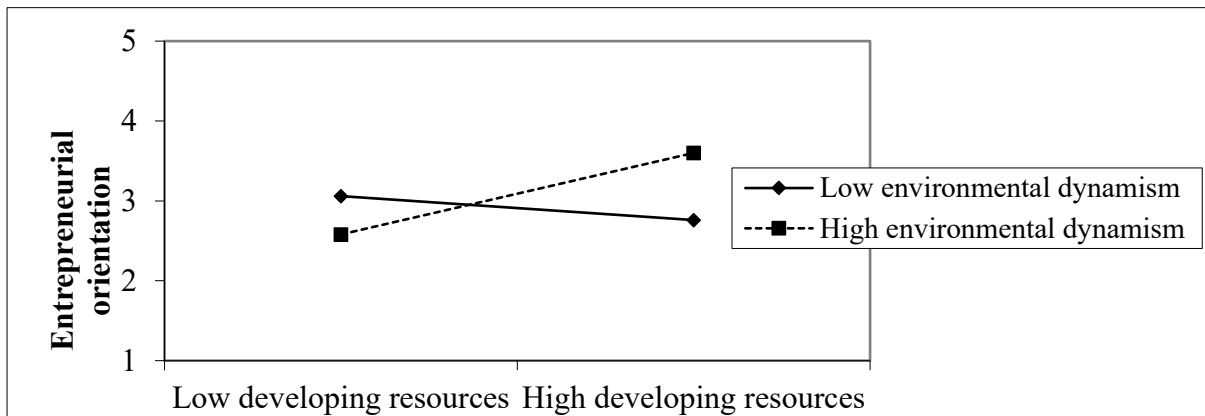 5
4
3
2
1
Entrepreneurial
orientation
Low developing resources
High developing resources
Low environmental dynamism
High environmental dynamism